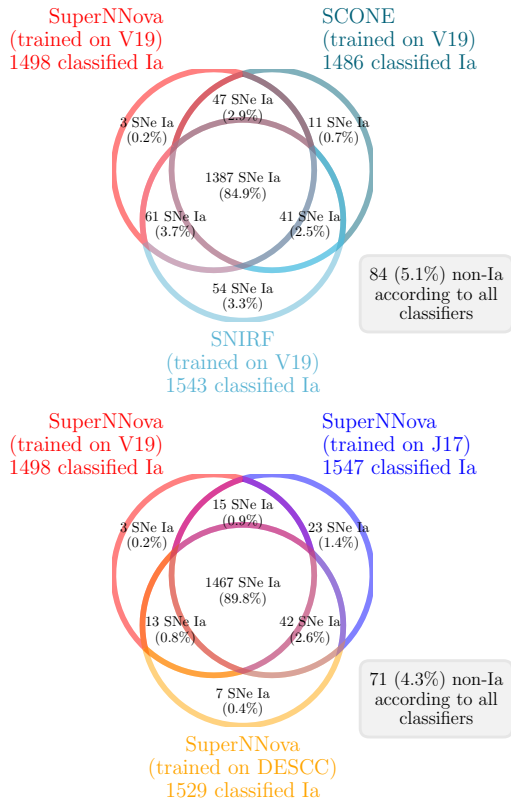 SuperNNova
(trained on V19)
1498 classified Ia
SCONE
(trained on V19)
1486 classified Ia
47 SNe Ia
(2.9%)
3 SNe Ia
(0.2%)
11 SNe Ia
(0.7%)
1387 SNe Ia
(84.9%)
61 SNe Ia
(3.7%)
41 SNe Ia
(2.5%)
54 SNe Ia
(3.3%)
84 (5.1%) non-Ia
according to all
classifiers
SNIRF
(trained on V19)
1543 classified Ia
SuperNNova
(trained on V19)
1498 classified Ia
SuperNNova
(trained on J17)
1547 classified Ia
15 SNe Ia
(0.9%)
3 SNe Ia
(0.2%)
23 SNe Ia
(1.4%)
1467 SNe Ia
(89.8%)
13 SNe Ia
(0.8%)
42 SNe Ia
(2.6%)
7 SNe Ia
(0.4%)
71 (4.3%) non-Ia
according to all
classifiers
SuperNNova
(trained on DESCC)
1529 classified Ia